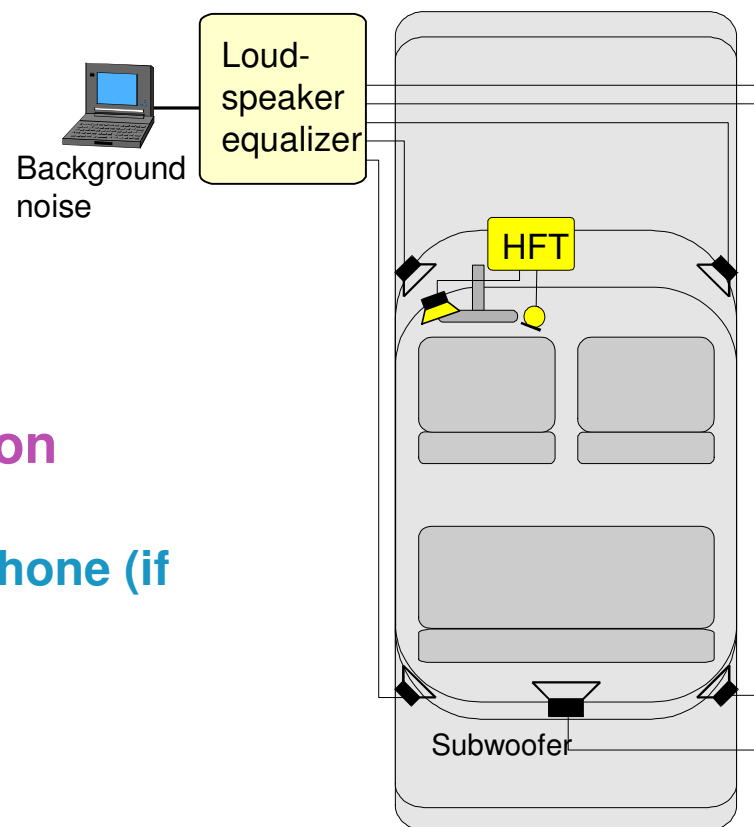 Loud-
speaker
equalizer
Background
noise
HFT
on
hone (if
Subwoofer